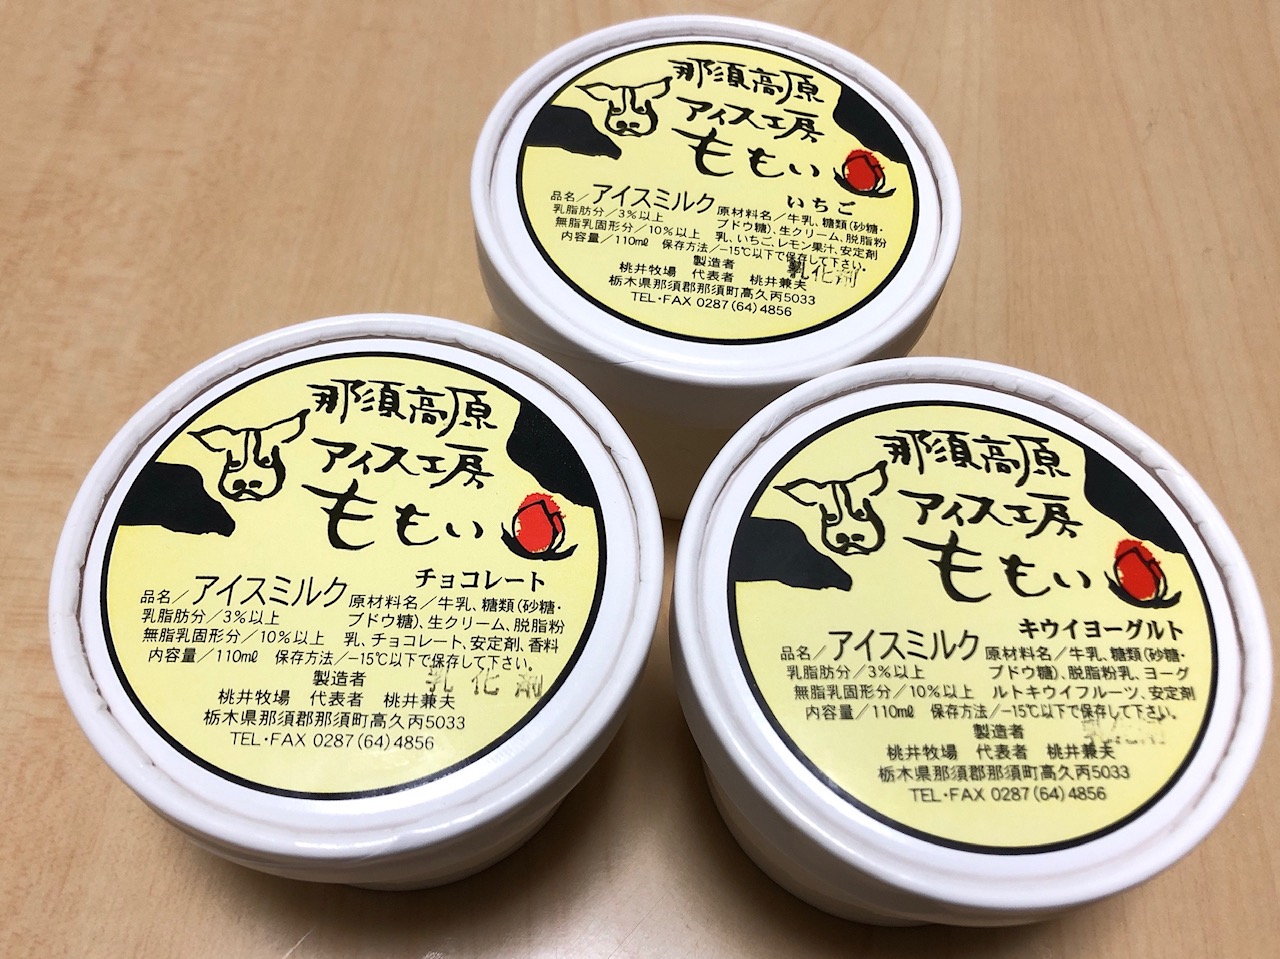 那須高原
アイス工房
ももい
いちご
品名／アイスミルク
乳脂肪分／3%以上
無脂乳固形分／10%以上
原材料名／牛乳、糖類(砂糖・
ブドウ糖)、生クリーム、脱脂粉
乳、いちご、レモン果汁、安定剤
内容量／110mℓ 保存方法／−15℃以下で保存して下さい。
乳化剤
製造者
桃井牧場 代表者 桃井兼夫
栃木県那須郡那須町高久丙5033
TEL・FAX 0287(64)4856
那須高原
アイス工房
ももい
チョコレート
品名／アイスミルク
乳脂肪分／3%以上
無脂乳固形分／10%以上
原材料名／牛乳、糖類(砂糖・
ブドウ糖)、生クリーム、脱脂粉
乳、チョコレート、安定剤、香料
内容量／110mℓ 保存方法／−15℃以下で保存して下さい。
乳化剤
製造者
桃井牧場 代表者 桃井兼夫
栃木県那須郡那須町高久丙5033
TEL・FAX 0287(64)4856
那須高原
アイス工房
ももい
キウイヨーグルト
品名／アイスミルク
乳脂肪分／3%以上
無脂乳固形分／10%以上
原材料名／牛乳、糖類(砂糖・
ブドウ糖)、脱脂粉乳、ヨーグ
ルトキウイフルーツ、安定剤
内容量／110mℓ 保存方法／−15℃以下で保存して下さい。
乳化剤
製造者
桃井牧場 代表者 桃井兼夫
栃木県那須郡那須町高久丙5033
TEL・FAX 0287(64)4856